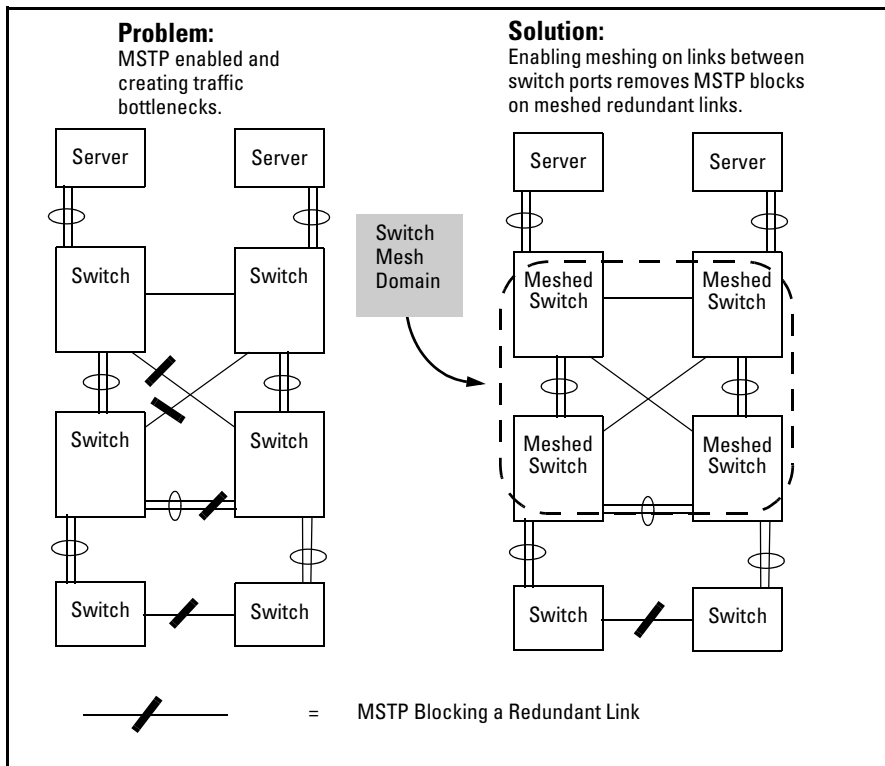 Problem:
MSTP enabled and
creating traffic
bottlenecks.
Solution:
Enabling meshing on links between
switch ports removes MSTP blocks
on meshed redundant links.
Server
Server
Switch
Switch
Switch
Switch
Switch
Switch
Switch
Mesh
Domain
Server
Server
Meshed
Switch
Meshed
Switch
Meshed
Switch
Meshed
Switch
Switch
Switch
= MSTP Blocking a Redundant Link